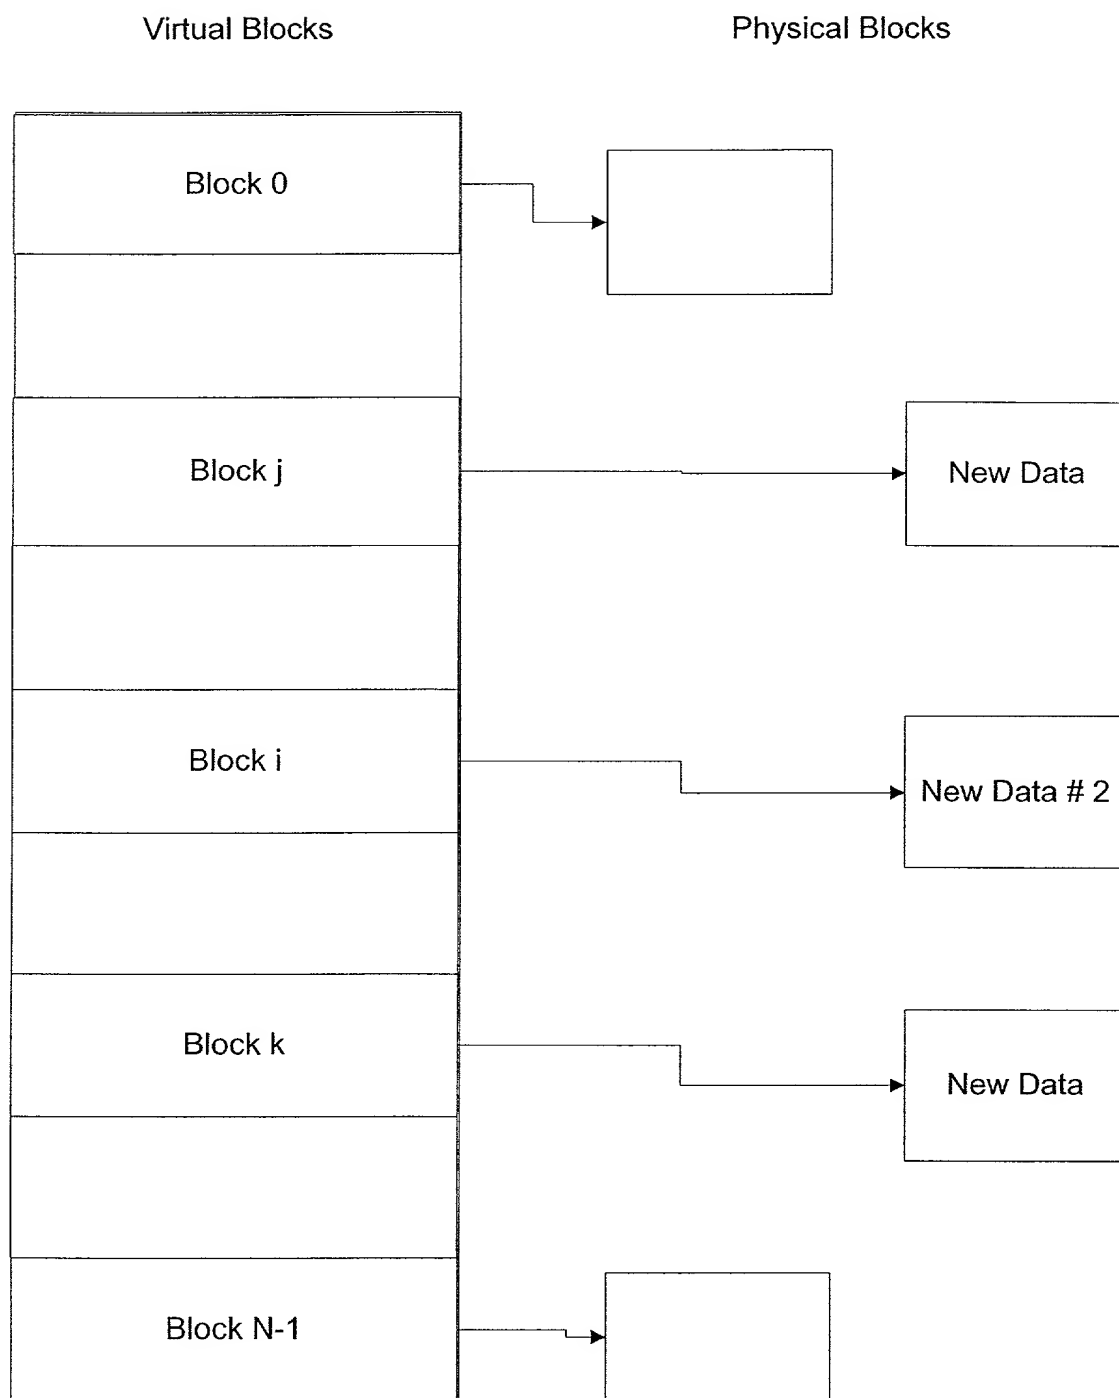 Virtual Blocks
Physical Blocks
Block 0
Block j
New Data
Block i
New Data # 2
Block k
New Data
Block N-1